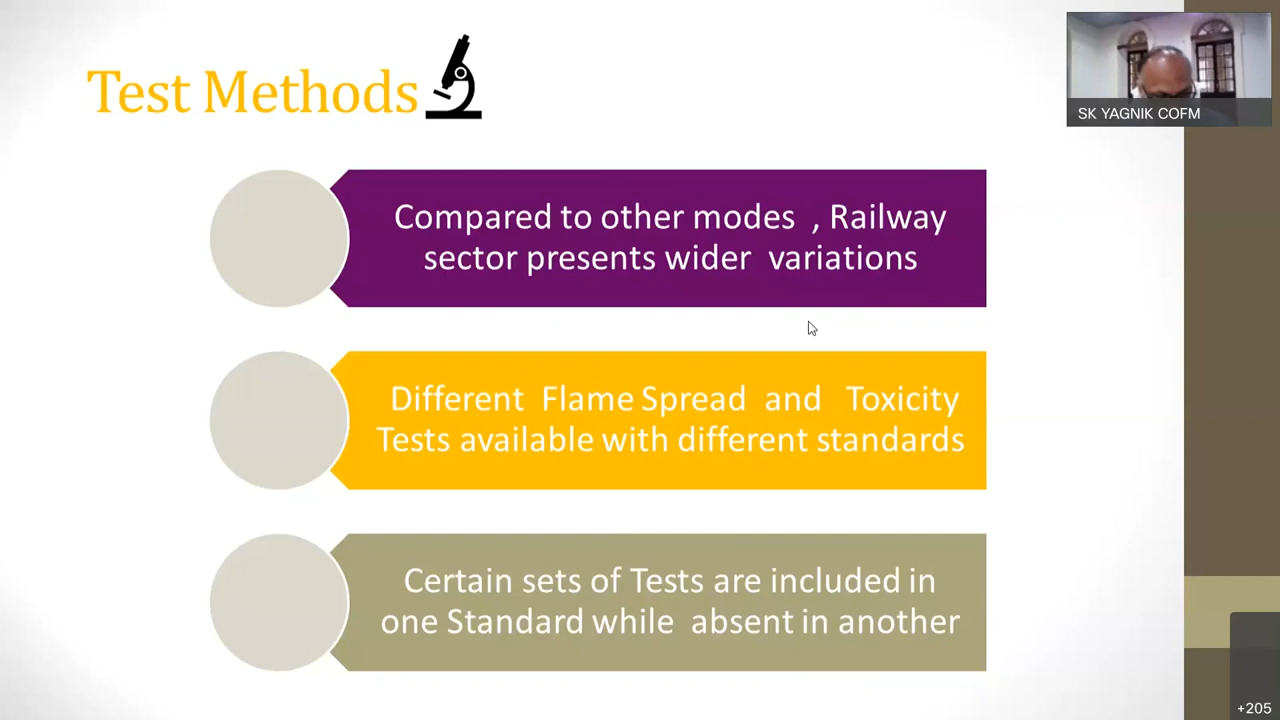 Test Methods
SK YAGNIK COFM
Compared to other modes , Railway
sector presents wider variations
Different Flame Spread and Toxicity
Tests available with different standards
Certain sets of Tests are included in
one Standard while absent in another
+205